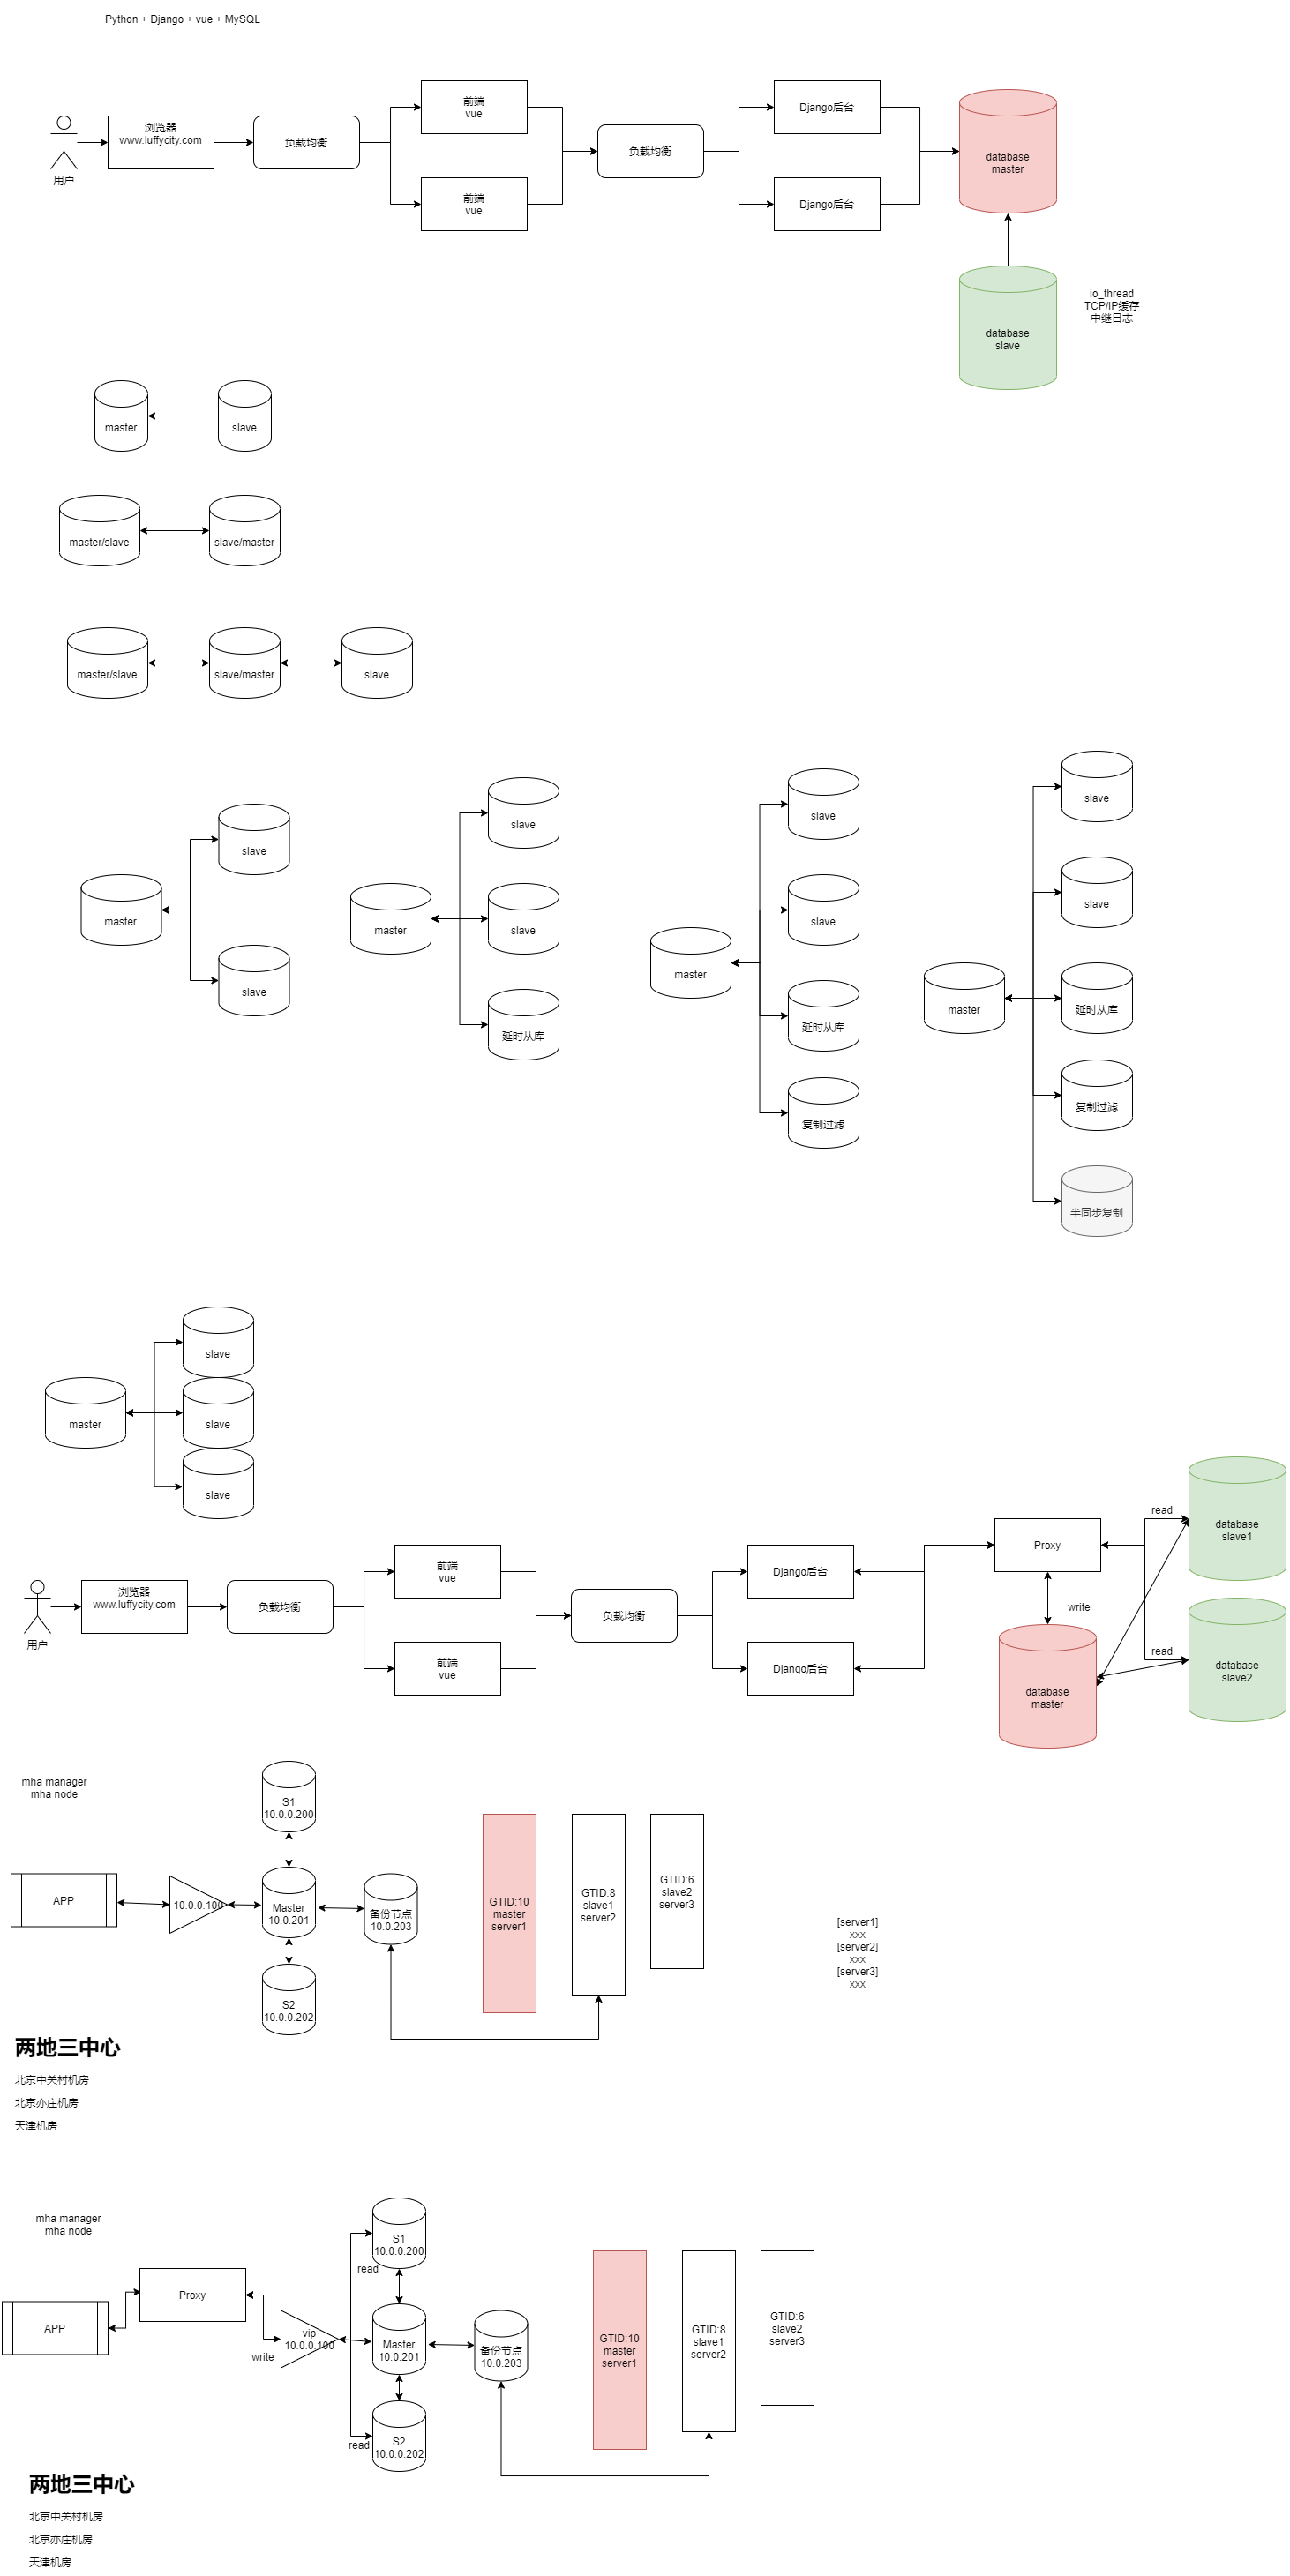 Python + Django + vue + MySQL
用户
浏览器
www.luffycity.com
负载均衡
前端
vue
前端
vue
负载均衡
Django后台
Django后台
database
master
database
slave
io_thread
TCP/IP缓存
中继日志
master
slave
master/slave
slave/master
master/slave
slave/master
slave
master
slave
slave
master
slave
slave
延时从库
master
slave
slave
延时从库
复制过滤
master
slave
slave
延时从库
复制过滤
半同步复制
master
slave
slave
slave
用户
浏览器
www.luffycity.com
负载均衡
前端
vue
前端
vue
负载均衡
Django后台
Django后台
Proxy
write
read
read
database
master
database
slave1
database
slave2
mha manager
mha node
APP
10.0.0.100
S1
10.0.0.200
Master
10.0.201
S2
10.0.0.202
备份节点
10.0.203
GTID:10
master
server1
GTID:8
slave1
server2
GTID:6
slave2
server3
[server1]
xxx
[server2]
xxx
[server3]
xxx
两地三中心
北京中关村机房
北京亦庄机房
天津机房
mha manager
mha node
APP
Proxy
write
vip
10.0.0.100
read
read
S1
10.0.0.200
Master
10.0.201
S2
10.0.0.202
备份节点
10.0.203
GTID:10
master
server1
GTID:8
slave1
server2
GTID:6
slave2
server3
两地三中心
北京中关村机房
北京亦庄机房
天津机房